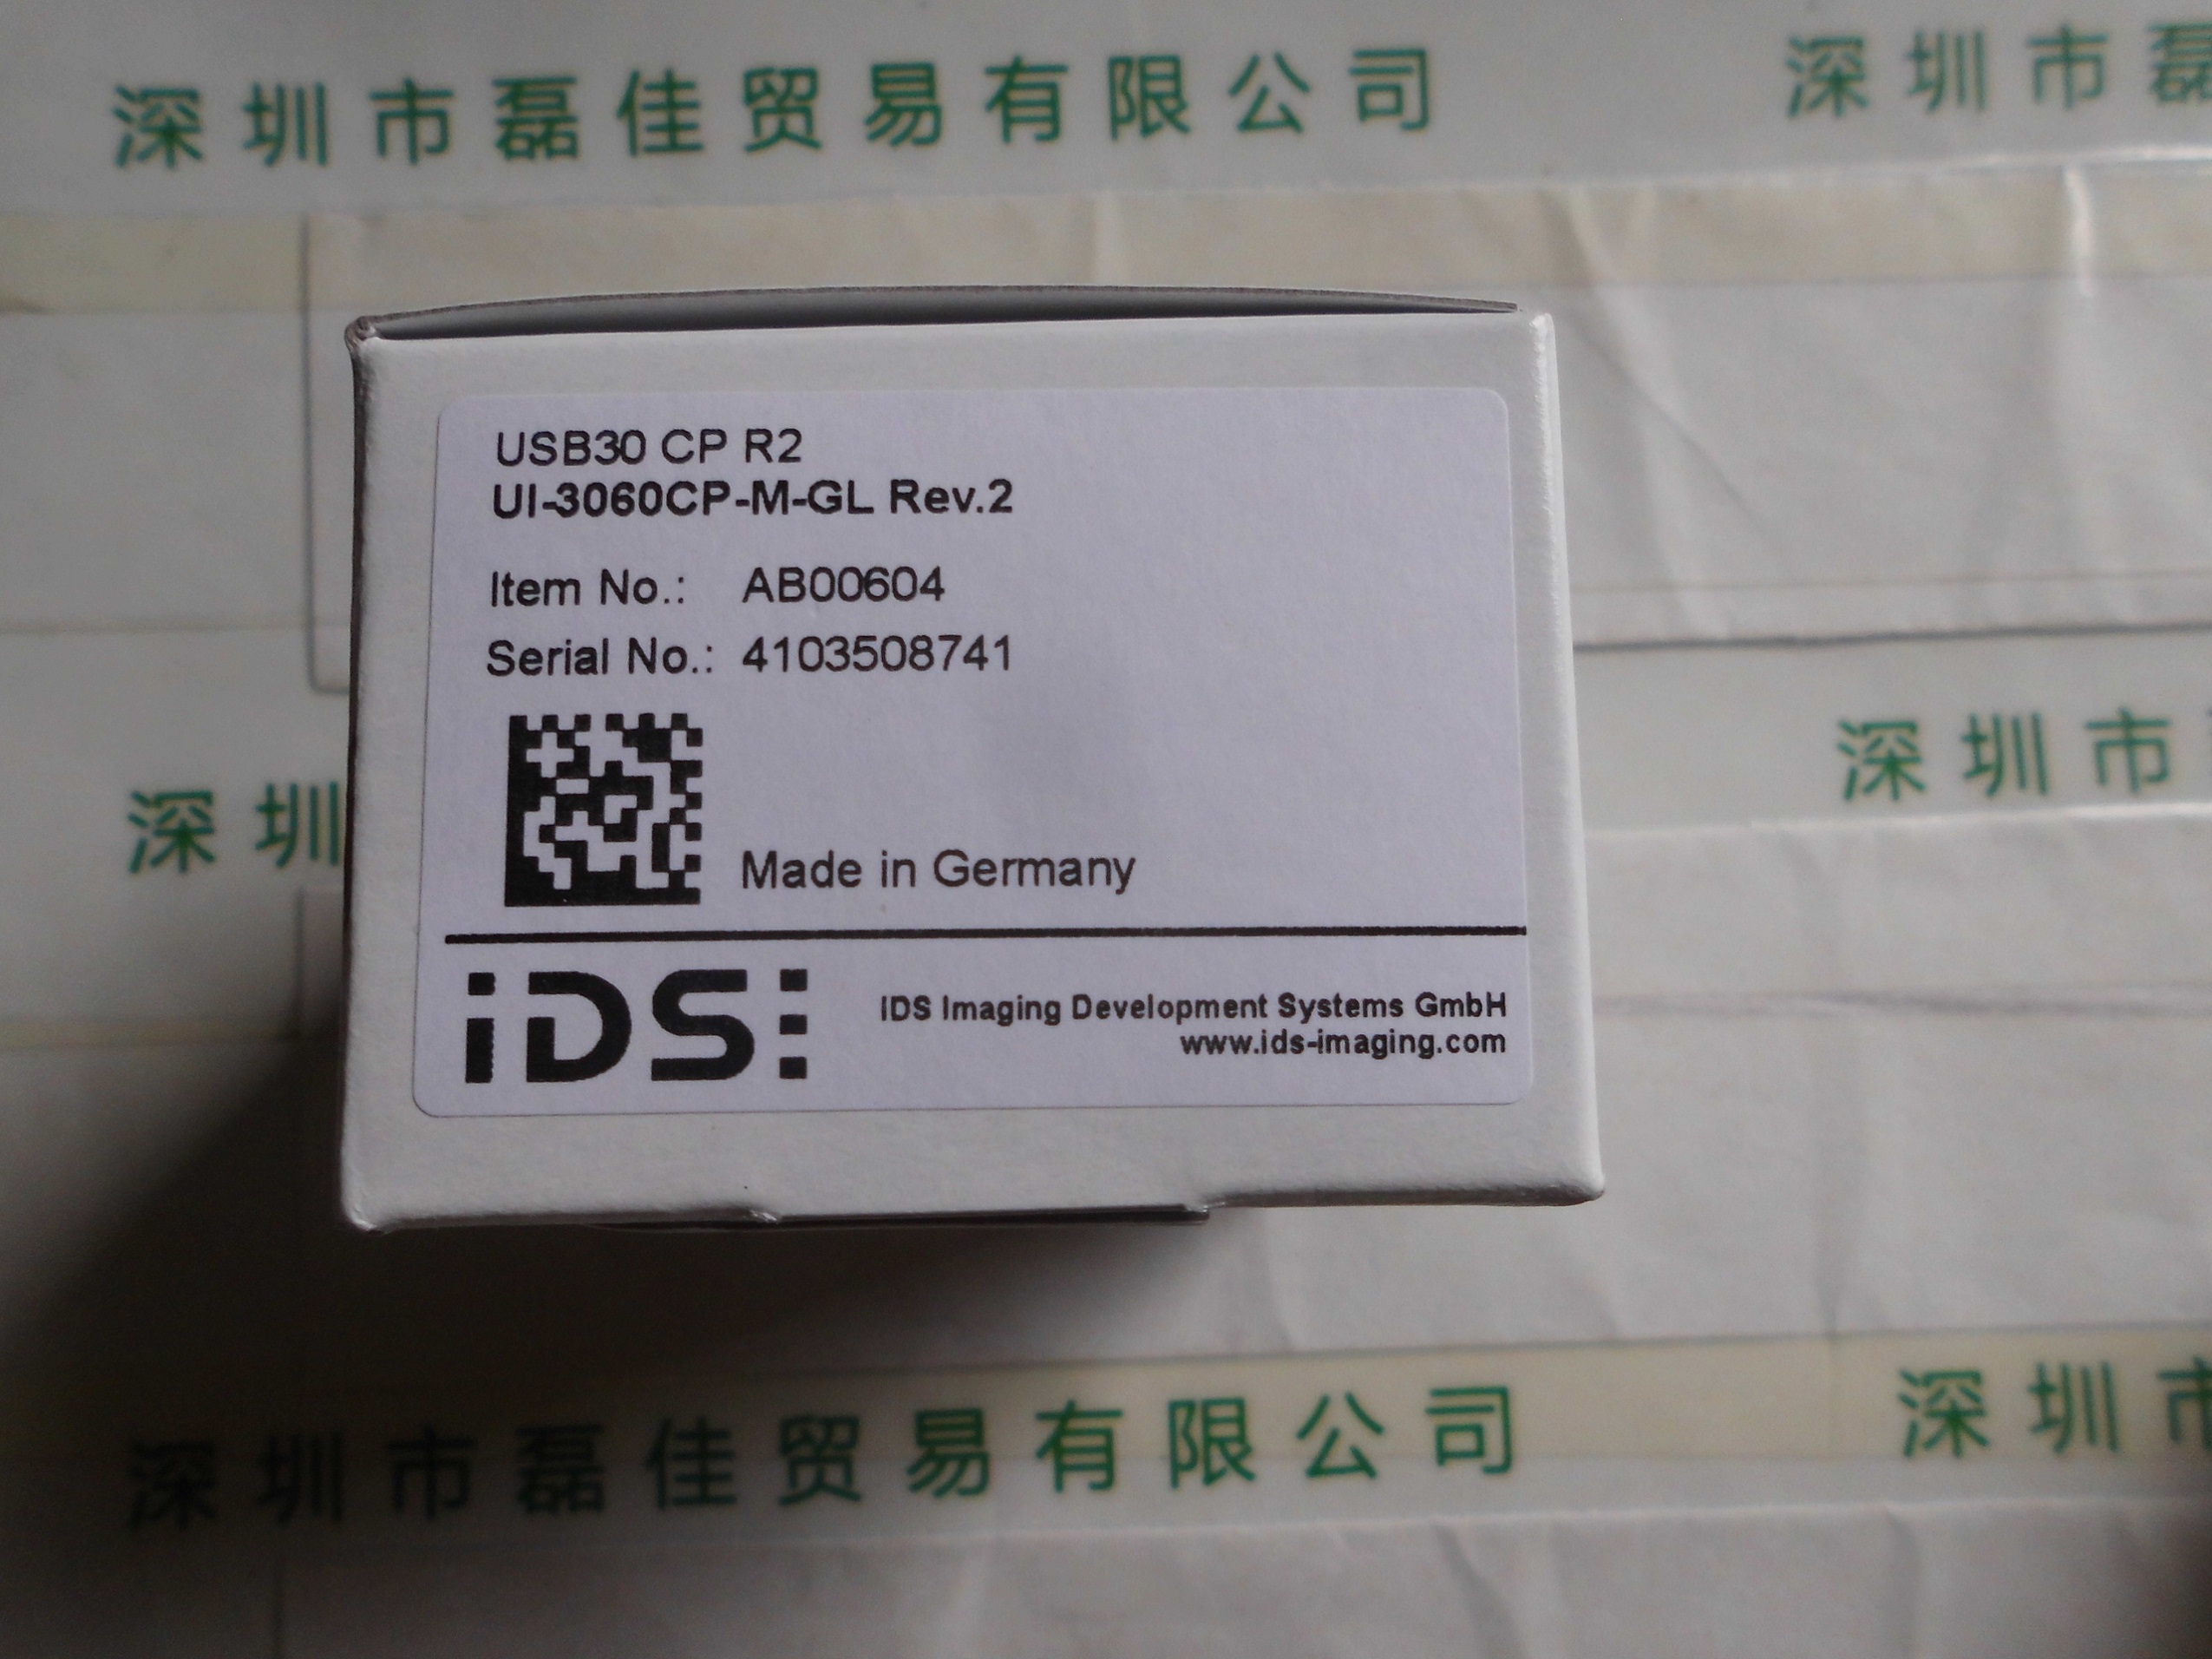 深圳市磊佳贸易有限公司 深圳市磊
USB30 CP R2
UI-3060CP-M-GL Rev.2
Item No.: AB00604
Serial No.: 4103508741
深圳 深圳市
Made in Germany
iDS
IDS Imaging Development Systems GmbH
www.ids-imaging.com
深圳市磊佳贸易有限公司 深圳市